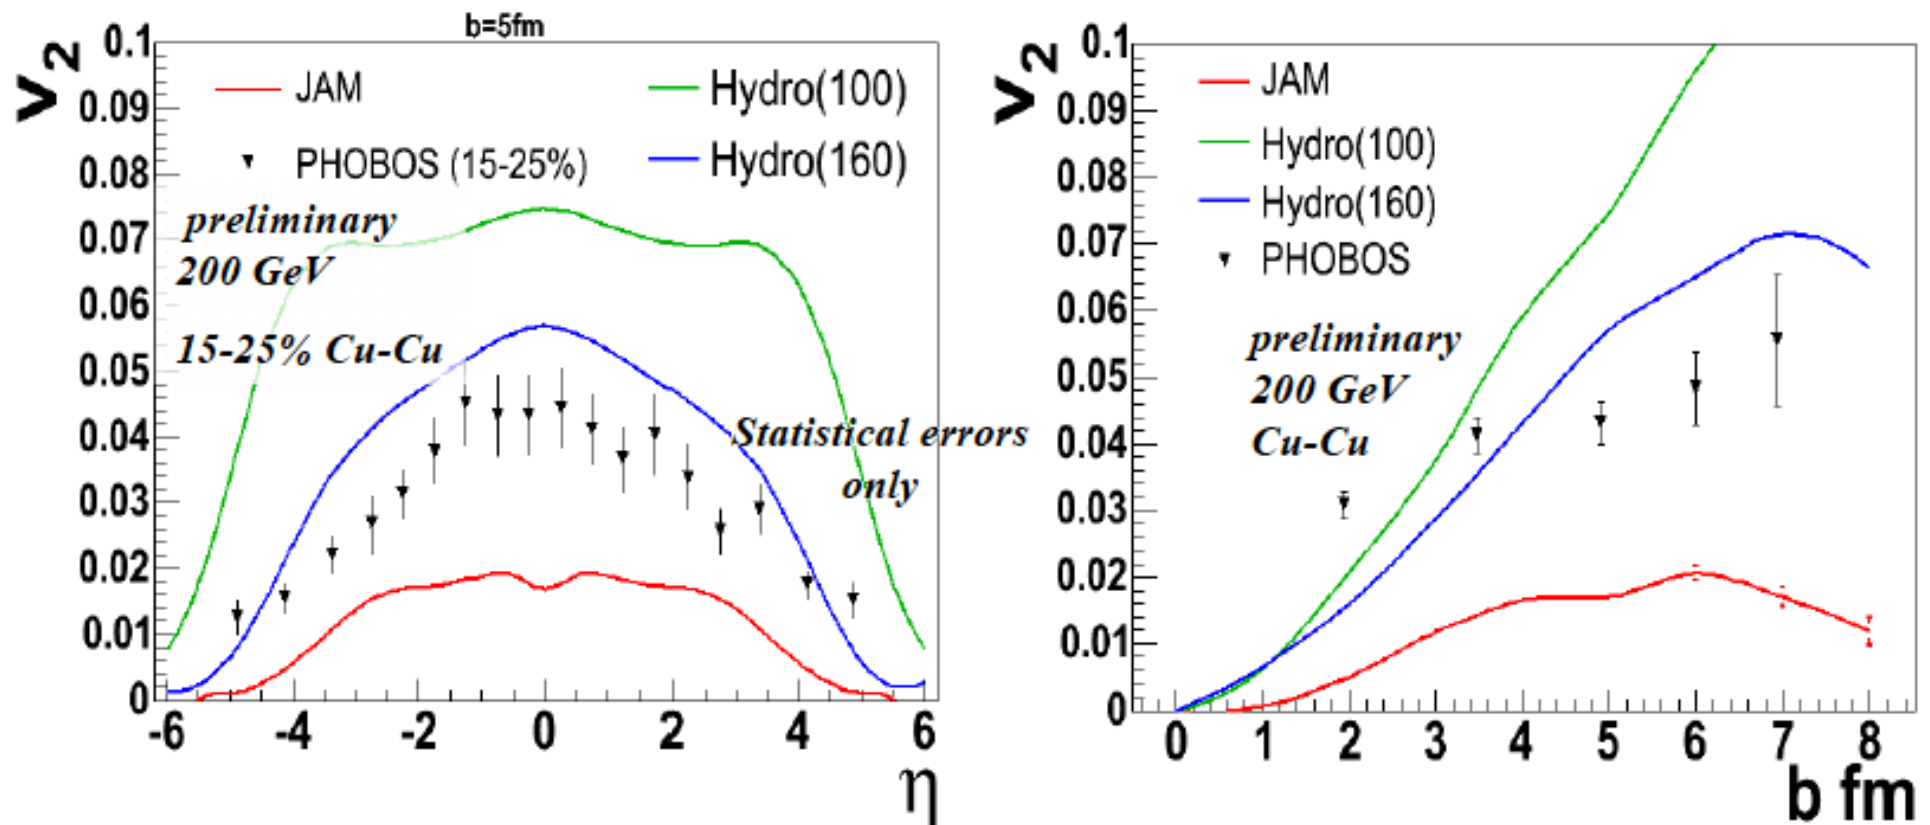 b=5fm
v2
0.1
0.09
0.08
0.07
0.06
0.05
0.04
0.03
0.02
0.01
0
JAM
Hydro(100)
PHOBOS (15-25%)
Hydro(160)
preliminary
200 GeV
15-25% Cu-Cu
Statistical errors
only
-6 -4 -2 0 2 4 6
η
v2
0.1
0.09
0.08
0.07
0.06
0.05
0.04
0.03
0.02
0.01
0
JAM
Hydro(100)
Hydro(160)
PHOBOS
preliminary
200 GeV
Cu-Cu
0 1 2 3 4 5 6 7 8
b fm